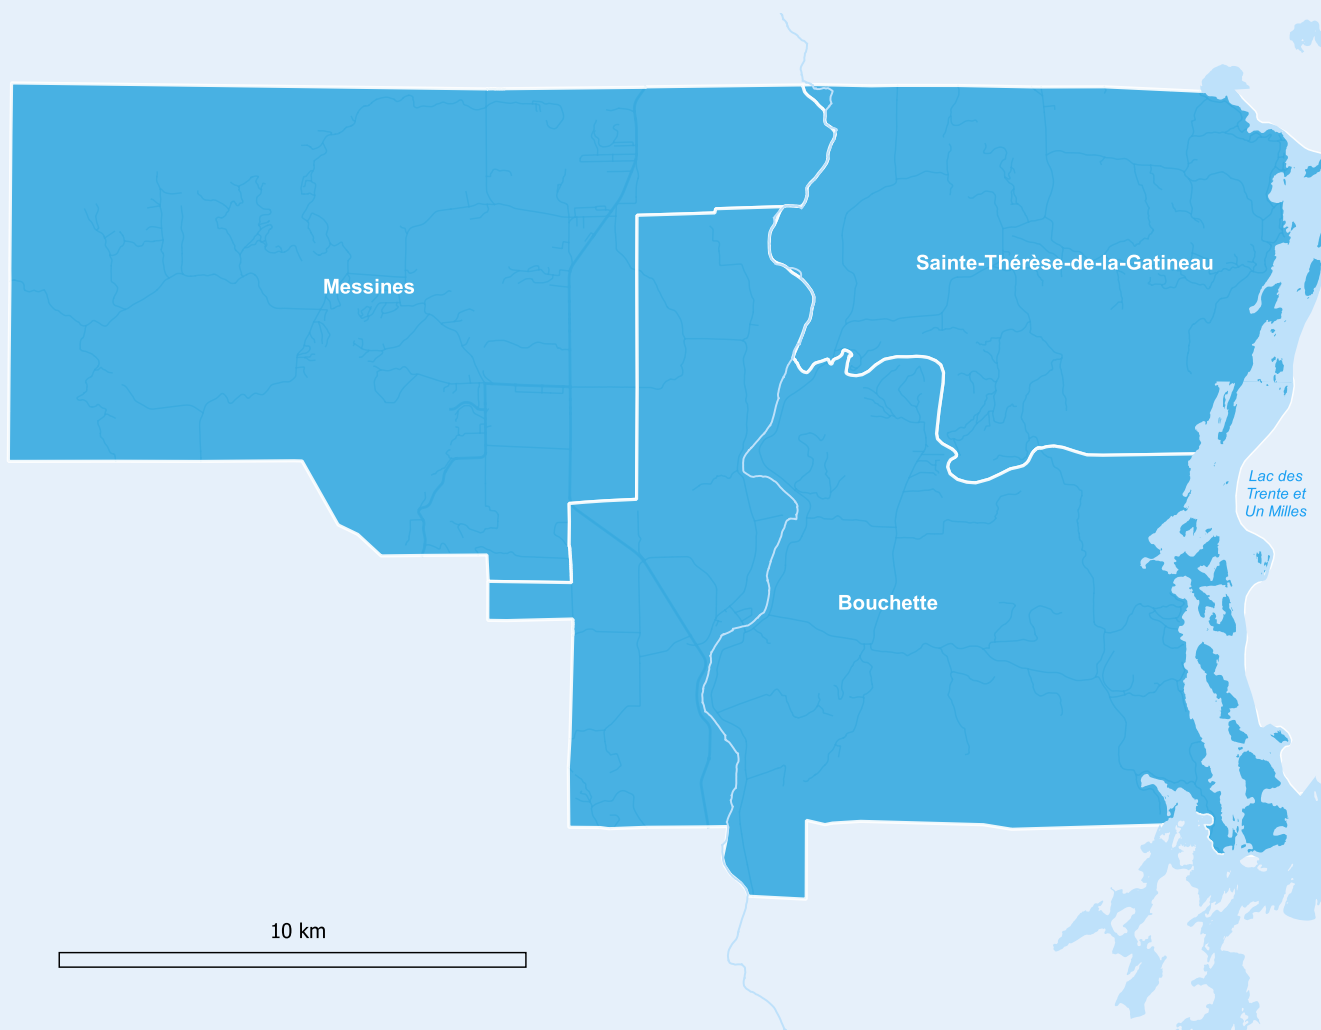 Sainte-Thérèse-de-la-Gatineau
Messines
Lac des
Trente et
Un Milles
Bouchette
10 km